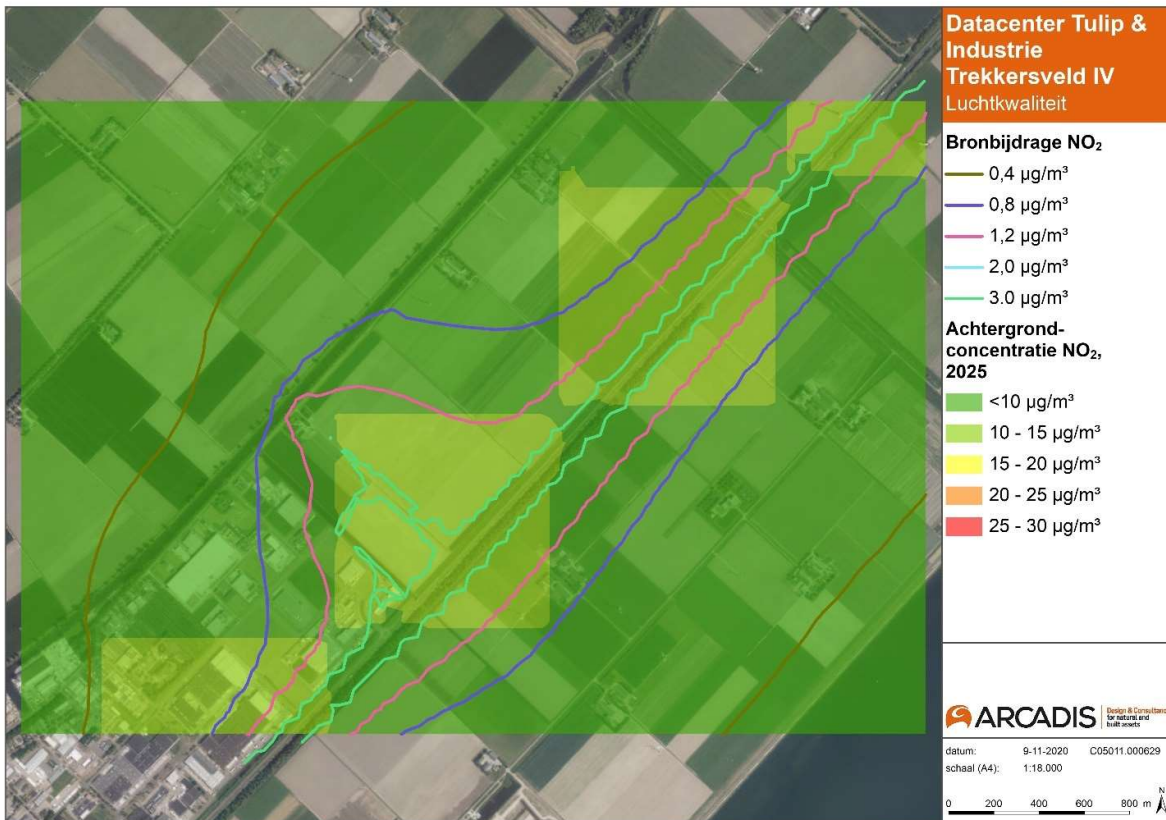 Datacenter Tulip &
Industrie
Trekkersveld IV
Luchtkwaliteit
Bronbijdrage NO₂
0,4 µg/m³
0,8 µg/m³
1,2 µg/m³
2,0 µg/m³
3.0 µg/m³
Achtergrond-
concentratie NO₂,
2025
<10 µg/m³
10 - 15 µg/m³
15 - 20 µg/m³
20 - 25 µg/m³
25 - 30 µg/m³
ARCADIS
Design & Consultancy
for natural and
built assets
datum: 9-11-2020 C05011.000629
schaal (A4): 1:18.000
0 200 400 600 800 m
N